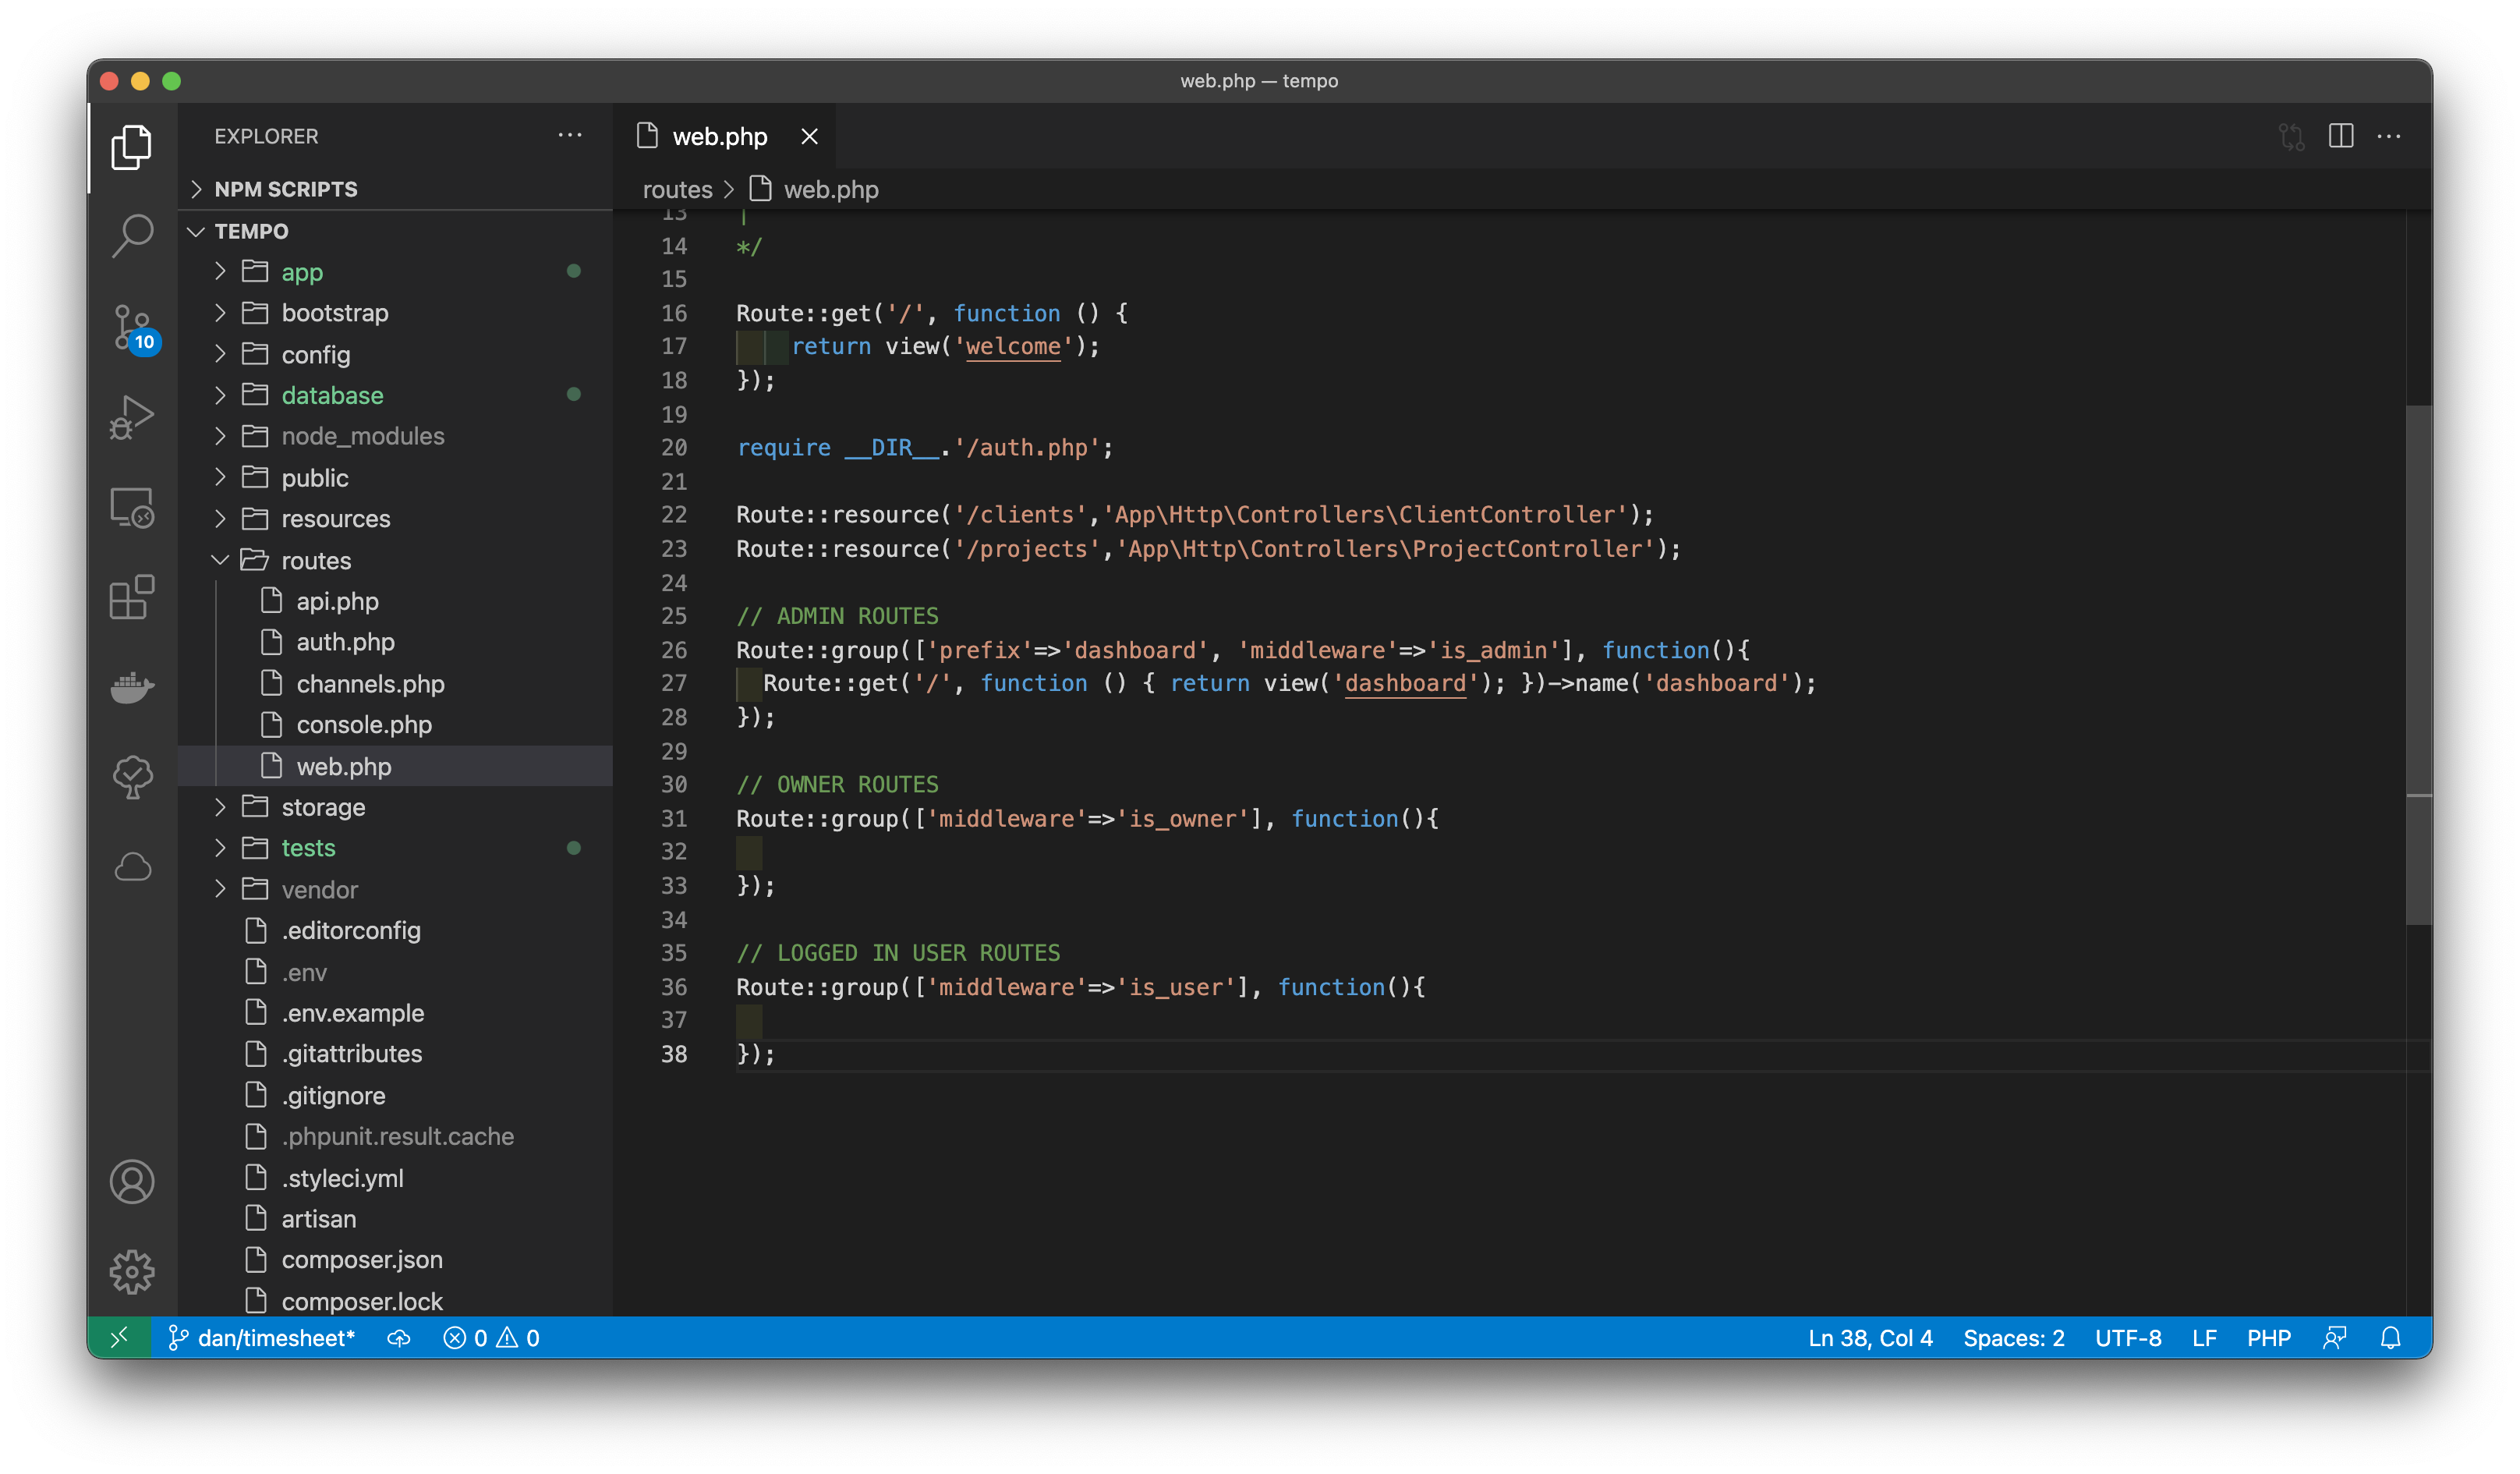 web.php — tempo
EXPLORER
NPM SCRIPTS
TEMPO
app
bootstrap
config
database
node_modules
public
resources
routes
api.php
auth.php
channels.php
console.php
web.php
storage
tests
vendor
.editorconfig
.env
.env.example
.gitattributes
.gitignore
.phpunit.result.cache
.styleci.yml
artisan
composer.json
composer.lock
10
web.php
routes > web.php
13 |
14 */
15
16 Route::get('/', function () {
17 return view('welcome');
18 });
19
20 require __DIR__.'/auth.php';
21
22 Route::resource('/clients','App\Http\Controllers\ClientController');
23 Route::resource('/projects','App\Http\Controllers\ProjectController');
24
25 // ADMIN ROUTES
26 Route::group(['prefix'=>'dashboard', 'middleware'=>'is_admin'], function(){
27 Route::get('/', function () { return view('dashboard'); })->name('dashboard');
28 });
29
30 // OWNER ROUTES
31 Route::group(['middleware'=>'is_owner'], function(){
32
33 });
34
35 // LOGGED IN USER ROUTES
36 Route::group(['middleware'=>'is_user'], function(){
37
38 });
dan/timesheet* 0 0 Ln 38, Col 4 Spaces: 2 UTF-8 LF PHP